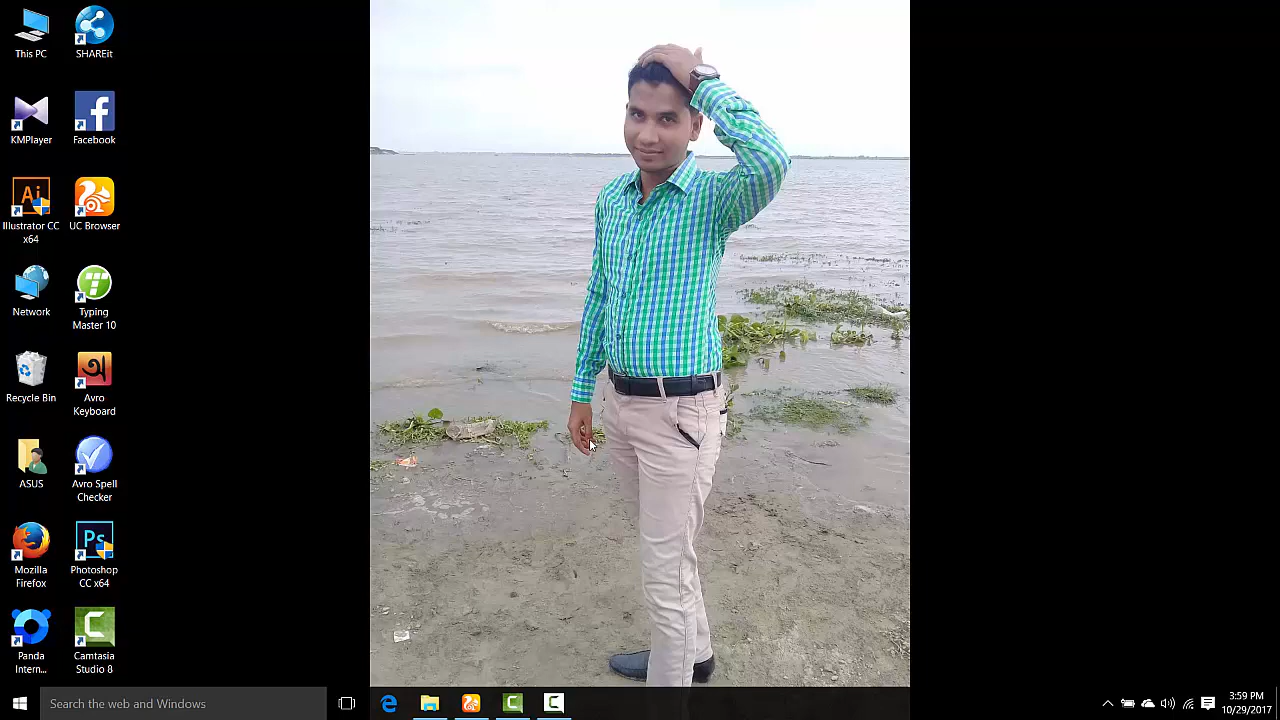 This PC
SHAREit
KMPlayer
Facebook
Illustrator CC
x64
UC Browser
Network
Typing
Master 10
Recycle Bin
Avro
Keyboard
ASUS
Avro Spell
Checker
Mozilla
Firefox
Photoshop
CC x64
Panda
Intern...
Camtasia
Studio 8
Ai
Ps
অ
Search the web and Windows
3:59 PM
10/29/2017